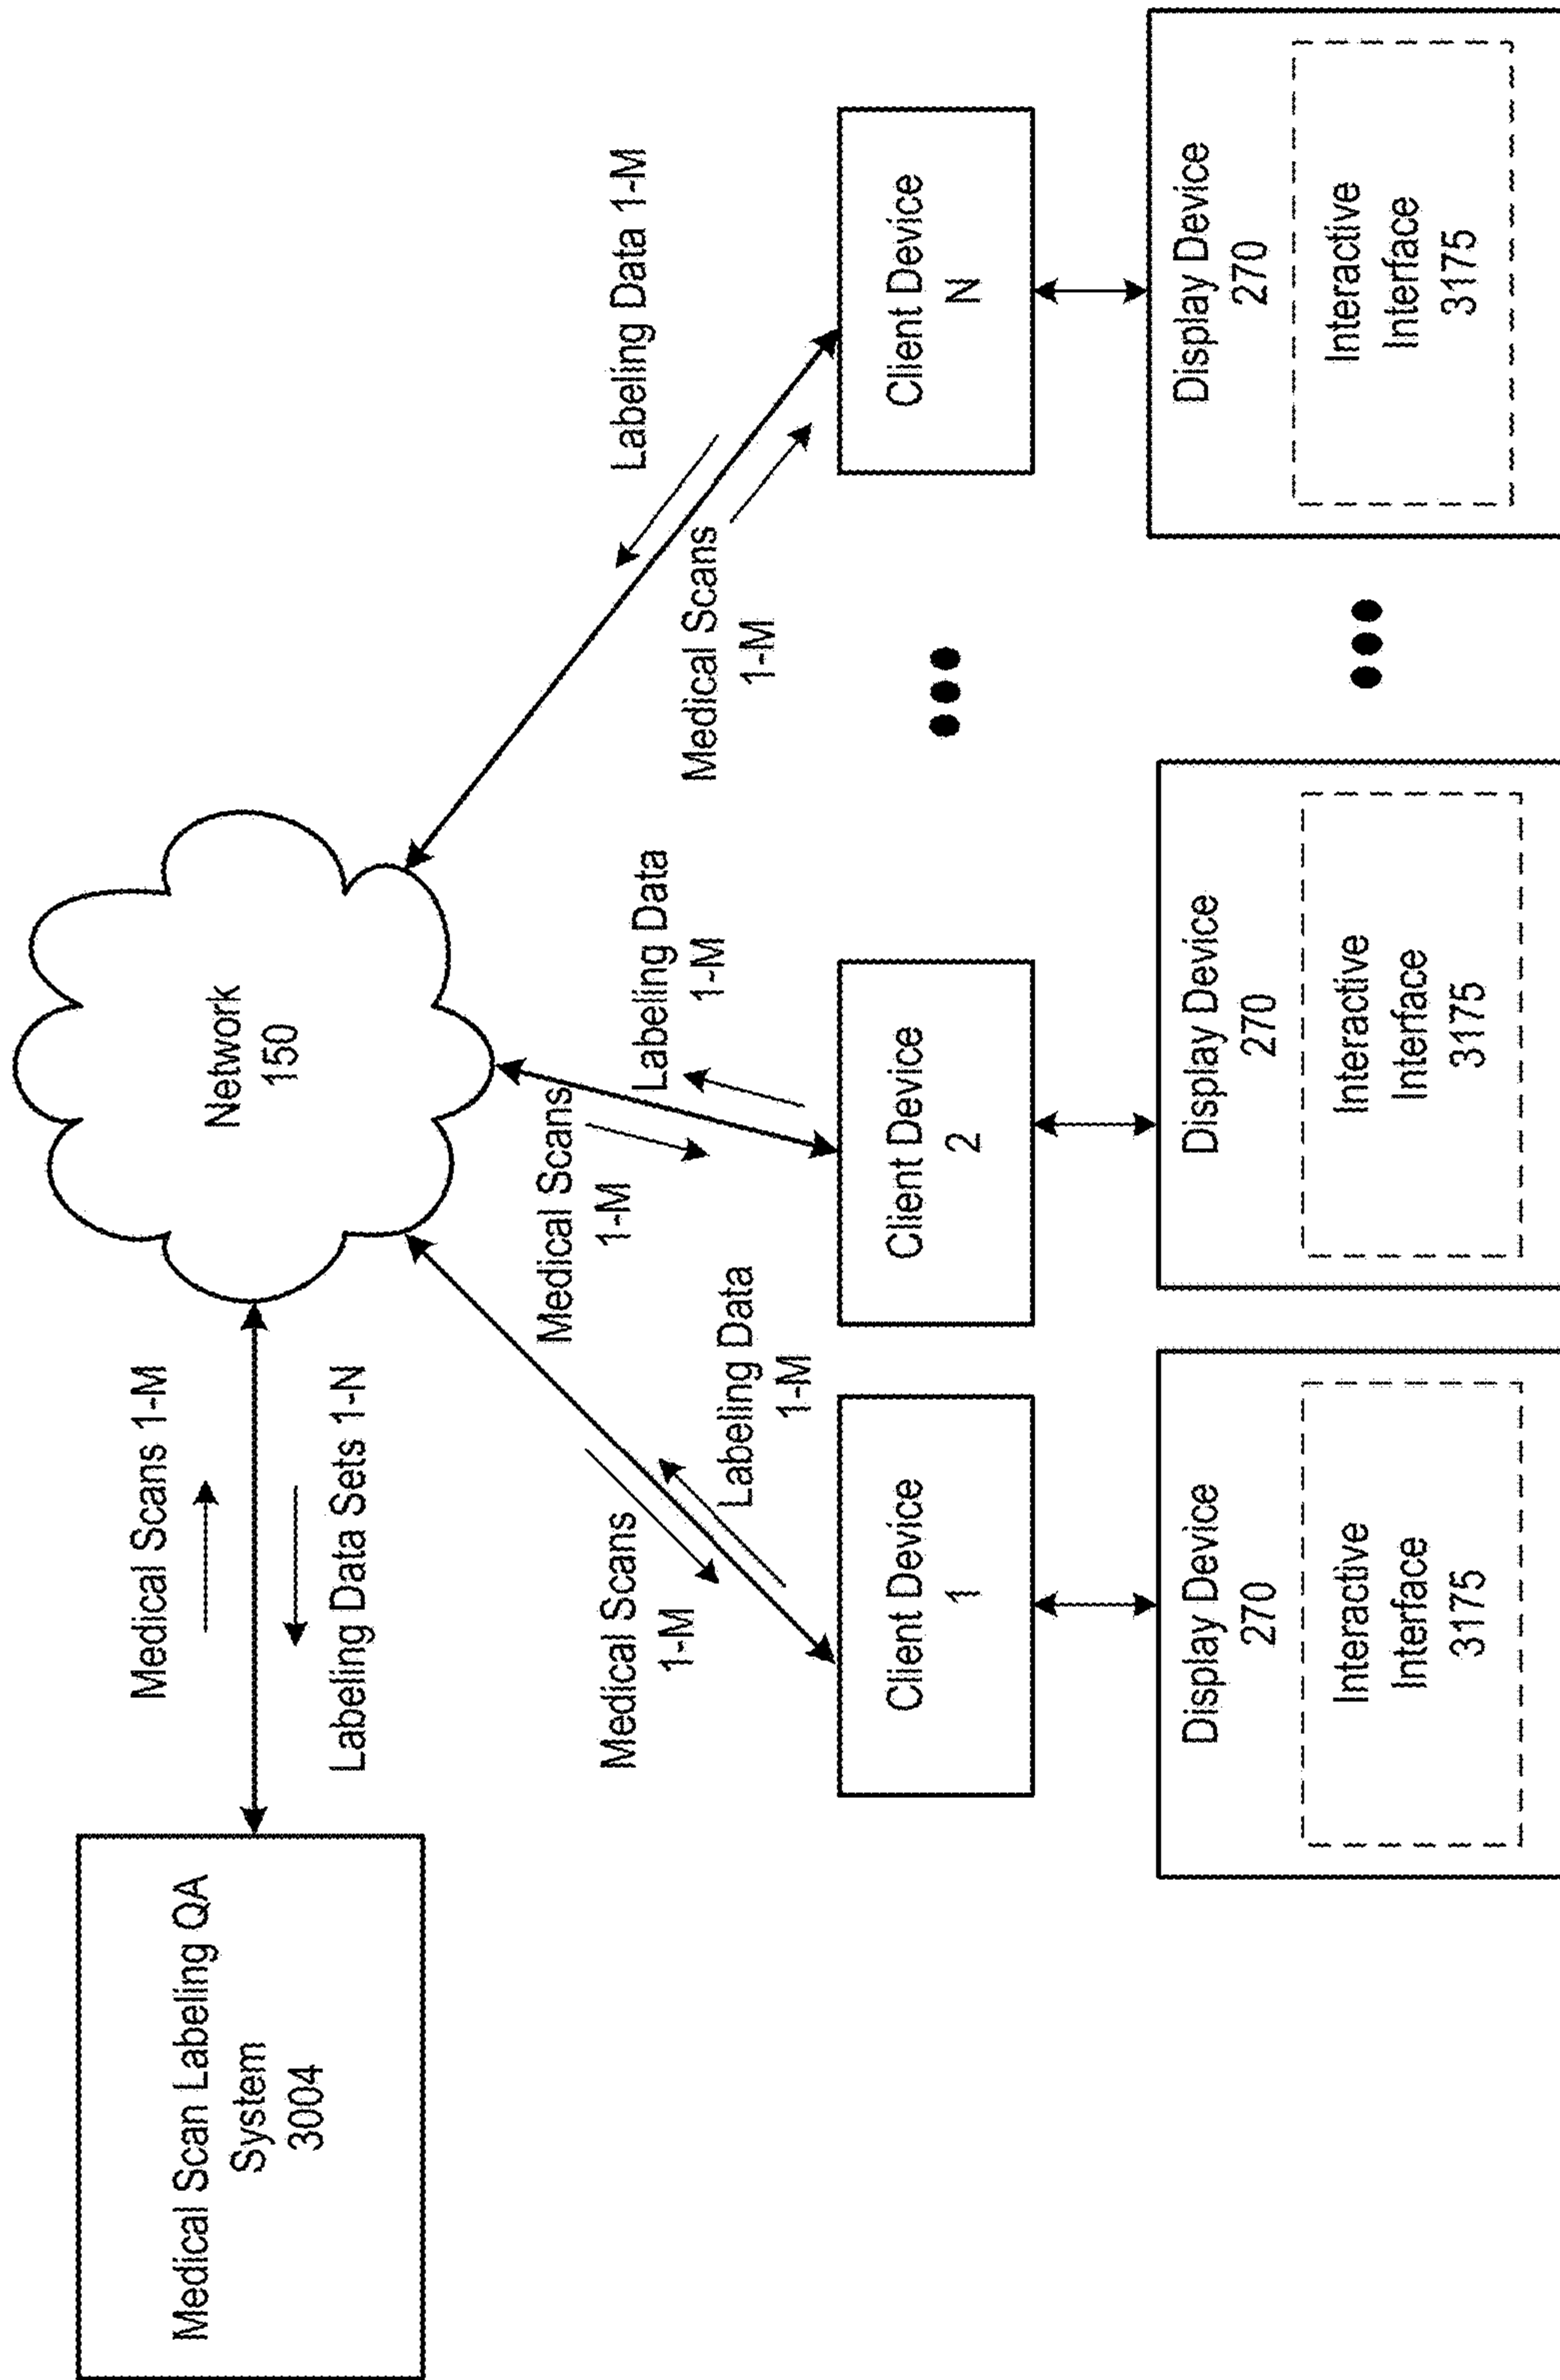 Medical Scan Labeling QA
System
3004
Medical Scans 1-M
Labeling Data Sets 1-N
Network
150
Medical Scans
1-M
Labeling Data
1-M
Medical Scans
1-M
Labeling Data
1-M
Medical Scans
1-M
Labeling Data 1-M
Client Device
1
Client Device
2
Client Device
N
Display Device
270
Interactive
Interface
3175
Display Device
270
Interactive
Interface
3175
Display Device
270
Interactive
Interface
3175